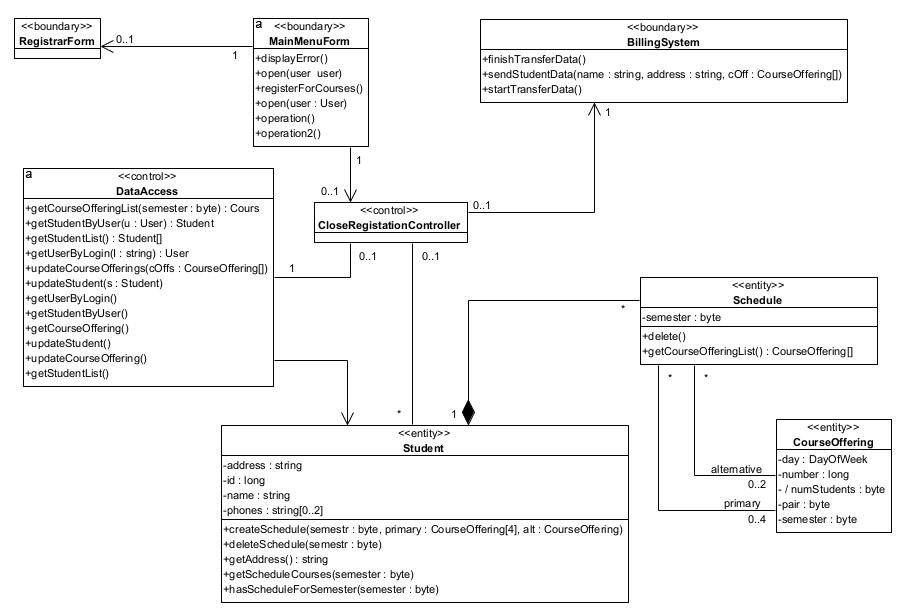 <<boundary>>
RegistrarForm
0..1
1
a
<<boundary>>
MainMenuForm
+displayError()
+open(user user)
+registerForCourses()
+open(user : User)
+operation()
+operation2()
<<boundary>>
BillingSystem
+finishTransferData()
+sendStudentData(name : string, address : string, cOff : CourseOffering[])
+startTransferData()
1
1
0..1
a
<<control>>
DataAccess
+getCourseOfferingList(semester : byte) : Cours
+getStudentByUser(u : User) : Student
+getStudentList() : Student[]
+getUserByLogin(l : string) : User
+updateCourseOfferings(cOffs : CourseOffering[])
+updateStudent(s : Student)
+getUserByLogin()
+getStudentByUser()
+getCourseOffering()
+updateStudent()
+updateCourseOffering()
+getStudentList()
<<control>>
CloseRegistationController
0..1
0..1
0..1
1
<<entity>>
Schedule
-semester : byte
+delete()
+getCourseOfferingList() : CourseOffering[]
*
*
*
*
1
<<entity>>
CourseOffering
-day : DayOfWeek
-number : long
- / numStudents : byte
-pair : byte
-semester : byte
alternative
0..2
primary
0..4
<<entity>>
Student
-address : string
-id : long
-name : string
-phones : string[0..2]
+createSchedule(semestr : byte, primary : CourseOffering[4], alt : CourseOffering)
+deleteSchedule(semestr : byte)
+getAddress() : string
+getScheduleCourses(semester : byte)
+hasScheduleForSemester(semester : byte)